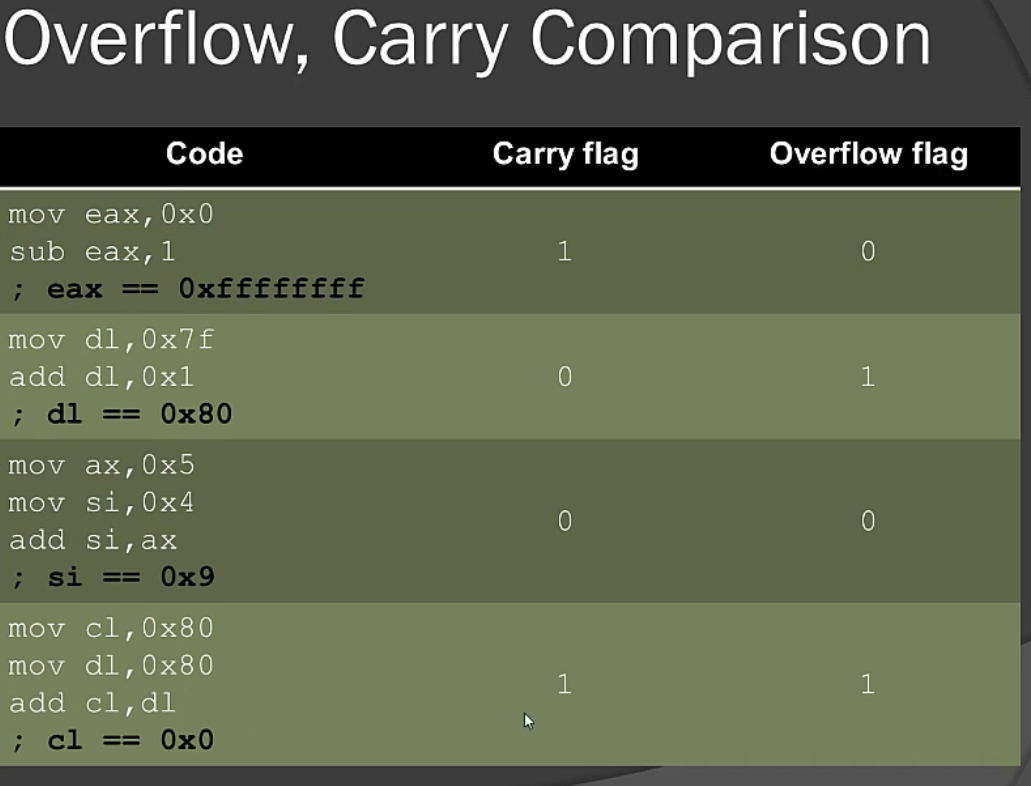 Overflow, Carry Comparison
Code Carry flag Overflow flag
mov eax,0x0
sub eax,1
; eax == 0xffffffff
1 0
mov dl,0x7f
add dl,0x1
; dl == 0x80
0 1
mov ax,0x5
mov si,0x4
add si,ax
; si == 0x9
0 0
mov cl,0x80
mov dl,0x80
add cl,dl
; cl == 0x0
1 1